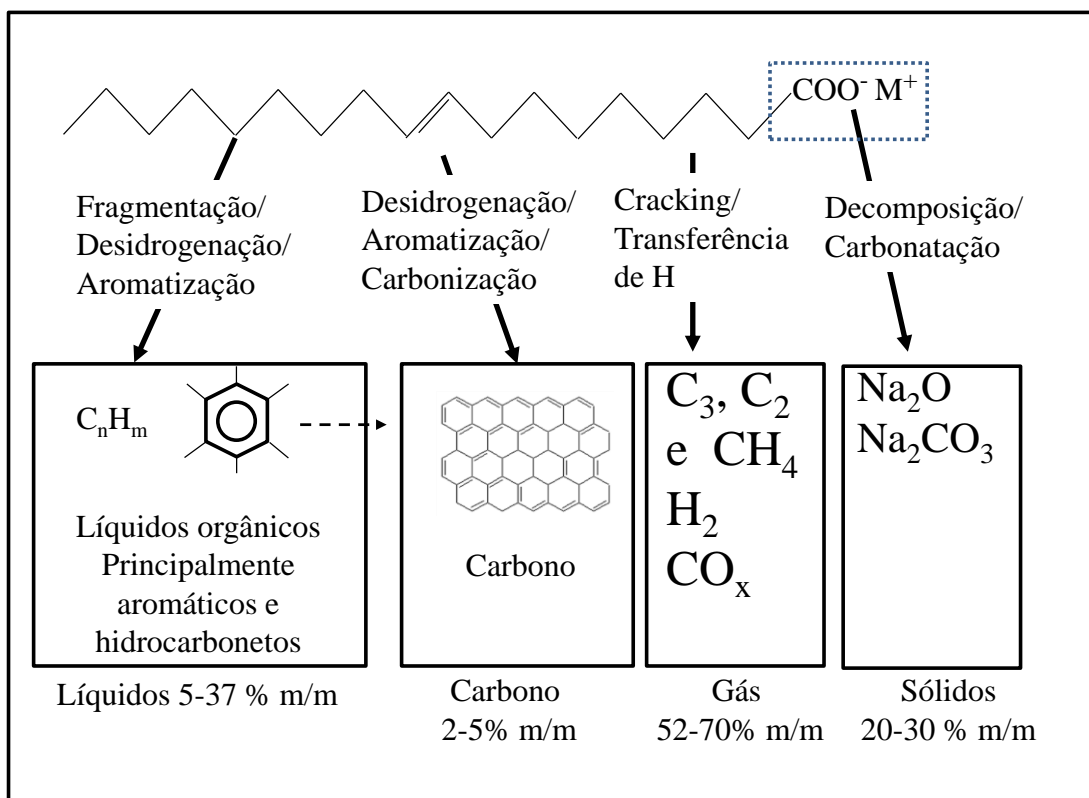 COO⁻ M⁺
Fragmentação/
Desidrogenação/
Aromatização
Desidrogenação/
Aromatização/
Carbonização
Cracking/
Transferência
de H
Decomposição/
Carbonatação
CₙHₘ
Líquidos orgânicos
Principalmente
aromáticos e
hidrocarbonetos
Carbono
C₃, C₂
e CH₄
H₂
COₓ
Na₂O
Na₂CO₃
Líquidos 5-37 % m/m
Carbono
2-5% m/m
Gás
52-70% m/m
Sólidos
20-30 % m/m